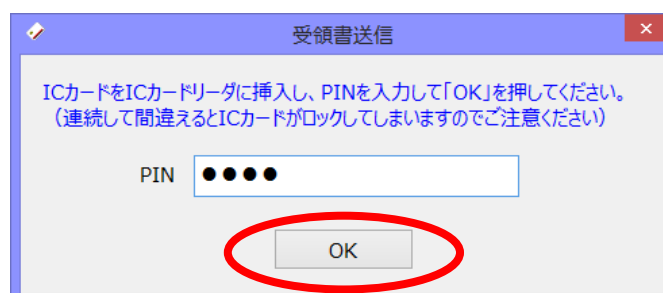 受領書送信
ICカードをICカードリーダに挿入し、PINを入力して「OK」を押してください。
（連続して間違えるとICカードがロックしてしまいますのでご注意ください）
PIN ●●●●
OK